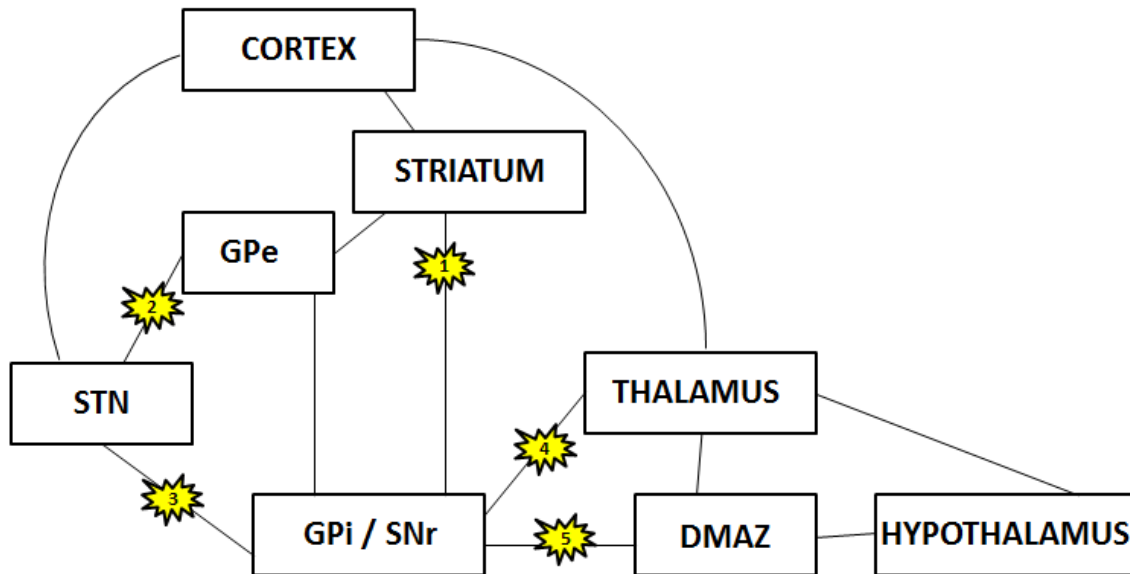 CORTEX
STRIATUM
GPe
1
2
STN
THALAMUS
4
3
GPi / SNr
5
DMAZ
HYPOTHALAMUS